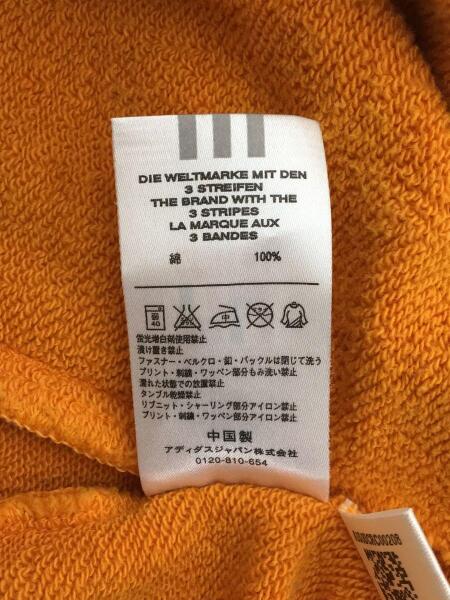 DIE WELTMARKE MIT DEN
3 STREIFEN
THE BRAND WITH THE
3 STRIPES
LA MARQUE AUX
3 BANDES
綿 100%
弱
40
中
蛍光増白剤使用禁止
漬け置き禁止
ファスナー・ベルクロ・釦・バックルは閉じて洗う
プリント・刺繍・ワッペン部分もみ洗い禁止
濡れた状態での放置禁止
タンブル乾燥禁止
リブニット・シャーリング部分アイロン禁止
プリント・刺繍・ワッペン部分アイロン禁止
中国製
アディダスジャパン株式会社
0120-810-654